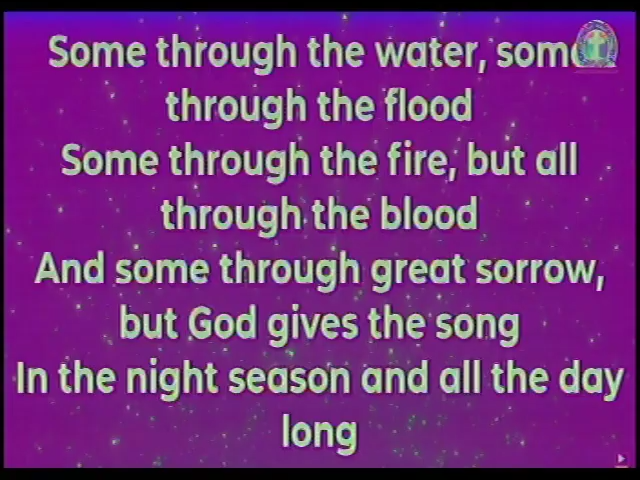 Some through the water, some
through the flood
Some through the fire, but all
through the blood
And some through great sorrow,
but God gives the song
In the night season and all the day
long